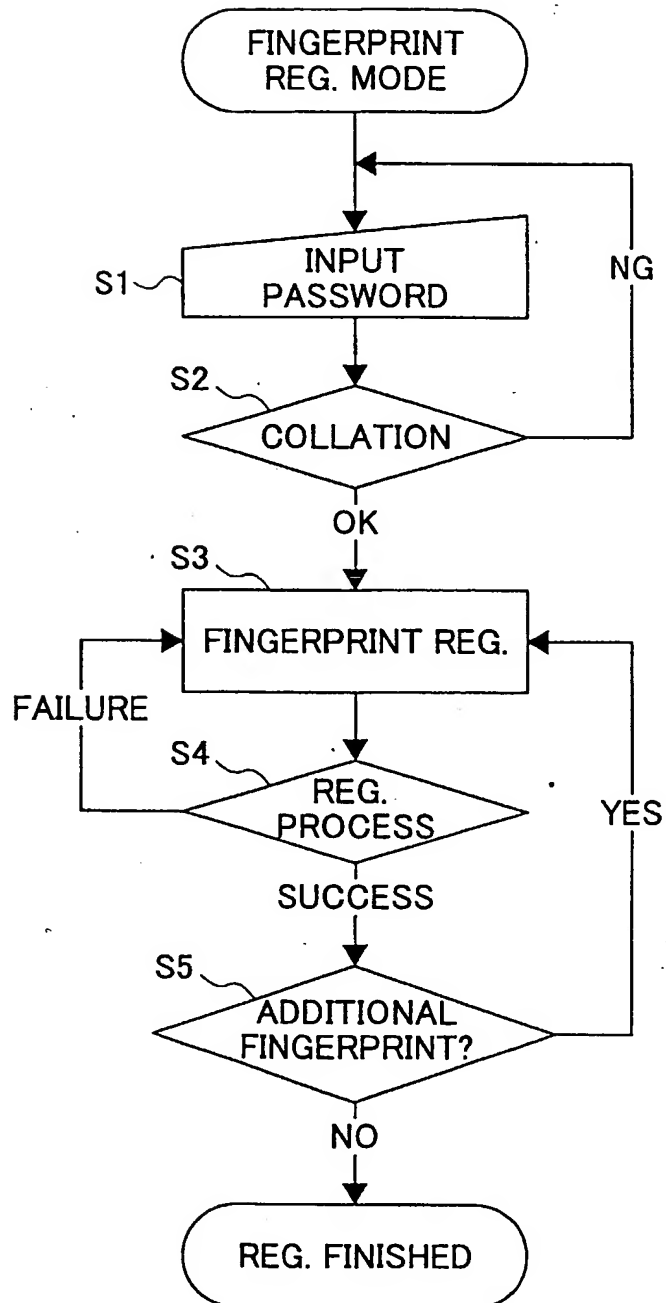 FINGERPRINT
REG. MODE
S1
INPUT
PASSWORD
NG
S2
COLLATION
OK
S3
FINGERPRINT REG.
FAILURE
S4
REG.
PROCESS
YES
SUCCESS
S5
ADDITIONAL
FINGERPRINT?
NO
REG. FINISHED